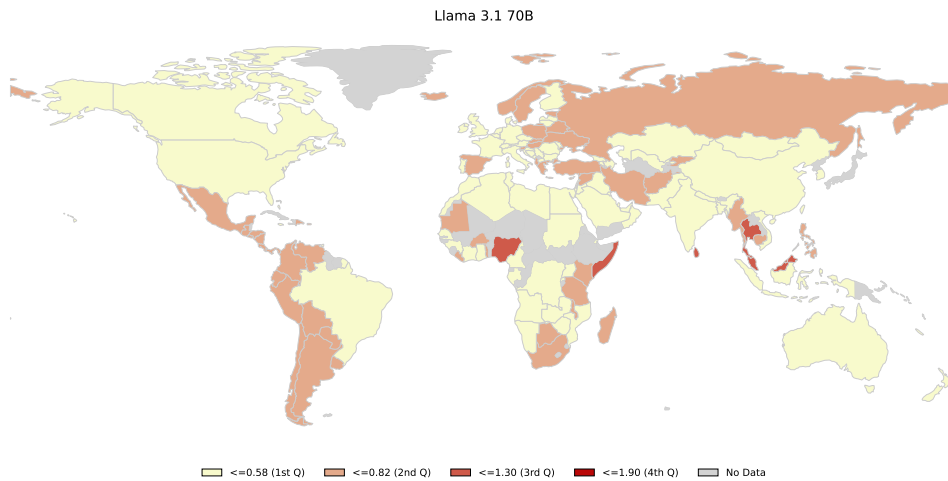 Llama 3.1 70B
<=0.58 (1st Q) <=0.82 (2nd Q) <=1.30 (3rd Q) <=1.90 (4th Q) No Data